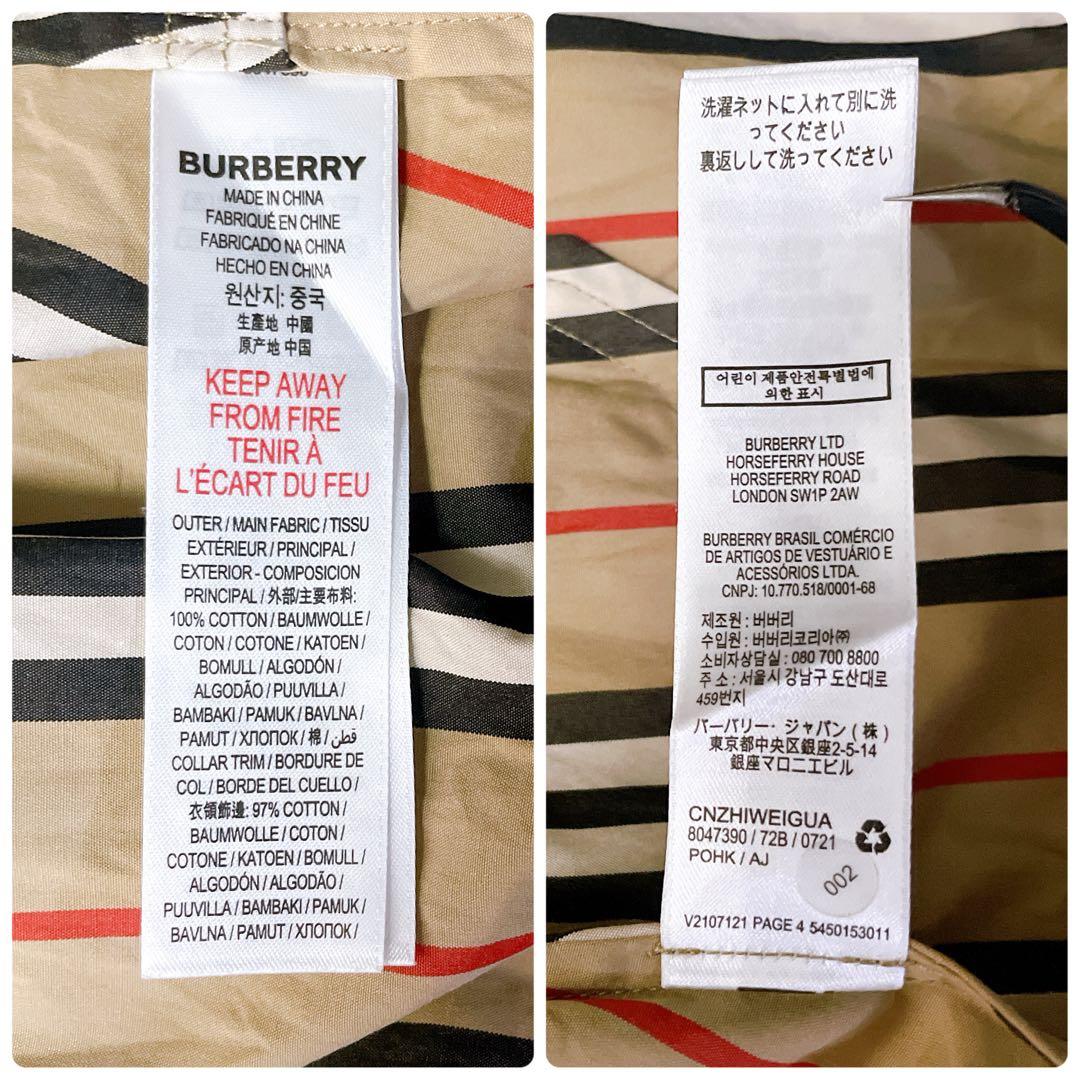 BURBERRY
MADE IN CHINA
FABRIQUÉ EN CHINE
FABRICADO NA CHINA
HECHO EN CHINA
원산지: 중국
生產地 中國
原产地 中国
KEEP AWAY
FROM FIRE
TENIR À
L'ÉCART DU FEU
OUTER / MAIN FABRIC / TISSU
EXTÉRIEUR / PRINCIPAL /
EXTERIOR - COMPOSICION
PRINCIPAL / 外部/主要布料:
100% COTTON / BAUMWOLLE /
COTON / COTONE / KATOEN /
BOMULL / ALGODÓN /
ALGODÃO / PUUVILLA /
BAMBAKI / PAMUK / BAVLNA /
PAMUT / ХЛОПОК / 棉 / قطن /
COLLAR TRIM / BORDURE DE
COL / BORDE DEL CUELLO /
衣領飾邊: 97% COTTON /
BAUMWOLLE / COTON /
COTONE / KATOEN / BOMULL /
ALGODÓN / ALGODÃO /
PUUVILLA / BAMBAKI / PAMUK /
BAVLNA / PAMUT / ХЛОПОК /
洗濯ネットに入れて別に洗
ってください
裏返しして洗ってください
어린이 제품안전특별법에
의한 표시
BURBERRY LTD
HORSEFERRY HOUSE
HORSEFERRY ROAD
LONDON SW1P 2AW
BURBERRY BRASIL COMÉRCIO
DE ARTIGOS DE VESTUÁRIO E
ACESSÓRIOS LTDA.
CNPJ: 10.770.518/0001-68
제조원 : 버버리
수입원 : 버버리코리아㈜
소비자상담실 : 080 700 8800
주 소 : 서울시 강남구 도산대로
459번지
バーバリー・ジャパン ( 株 )
東京都中央区銀座2-5-14
銀座マロニエビル
CNZHIWEIGUA
8047390 / 72B / 0721
POHK / AJ
002
V2107121 PAGE 4 5450153011